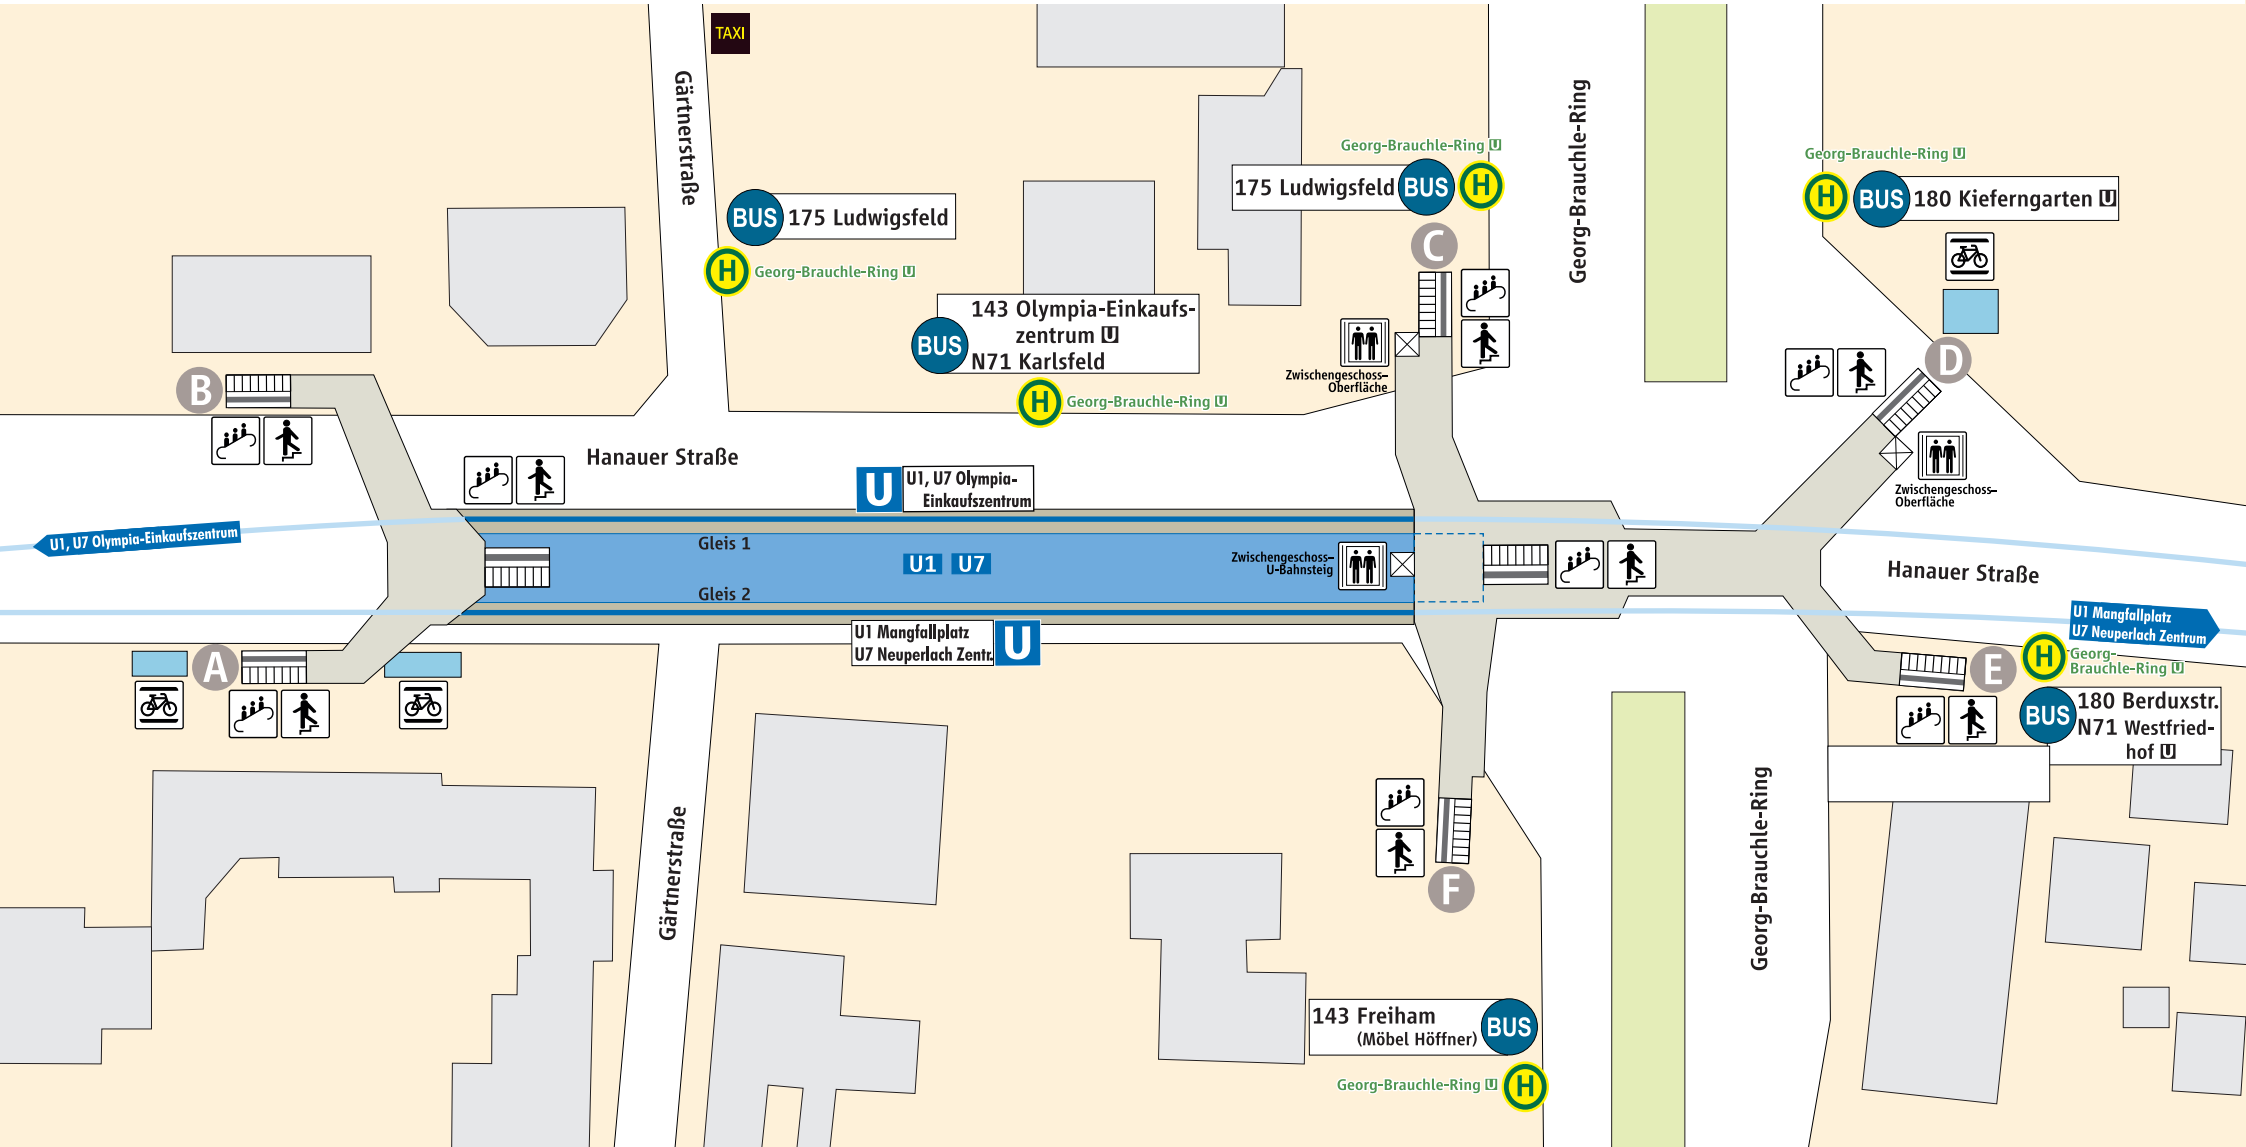 TAXI
Gärtnerstraße
Georg-Brauchle-Ring
Georg-Brauchle-Ring U
175 Ludwigsfeld BUS H
Georg-Brauchle-Ring U
H BUS 180 Kieferngarten U
BUS 175 Ludwigsfeld
H Georg-Brauchle-Ring U
C
143 Olympia-Einkaufs-
zentrum U
BUS
N71 Karlsfeld
H Georg-Brauchle-Ring U
Zwischengeschoss-
Oberfläche
D
B
Zwischengeschoss-
Oberfläche
Hanauer Straße
U
U1, U7 Olympia-
Einkaufszentrum
U1, U7 Olympia-Einkaufszentrum
Gleis 1
U1 U7
Gleis 2
Zwischengeschoss-
U-Bahnsteig
Hanauer Straße
U1 Mangfallplatz
U7 Neuperlach Zentrum
U1 Mangfallplatz
U7 Neuperlach Zentr.
U
A
E
H
Georg-
Brauchle-Ring U
BUS
180 Berduxstr.
N71 Westfried-
hof U
Gärtnerstraße
Georg-Brauchle-Ring
F
143 Freiham
(Möbel Höffner)
BUS
Georg-Brauchle-Ring U H